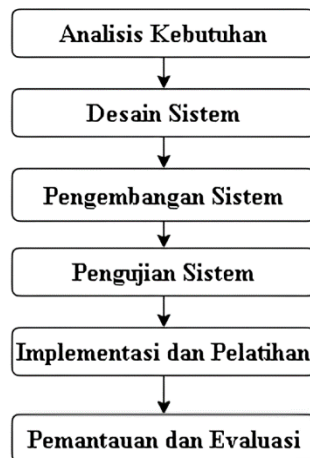 Analisis Kebutuhan
Desain Sistem
Pengembangan Sistem
Pengujian Sistem
Implementasi dan Pelatihan
Pemantauan dan Evaluasi